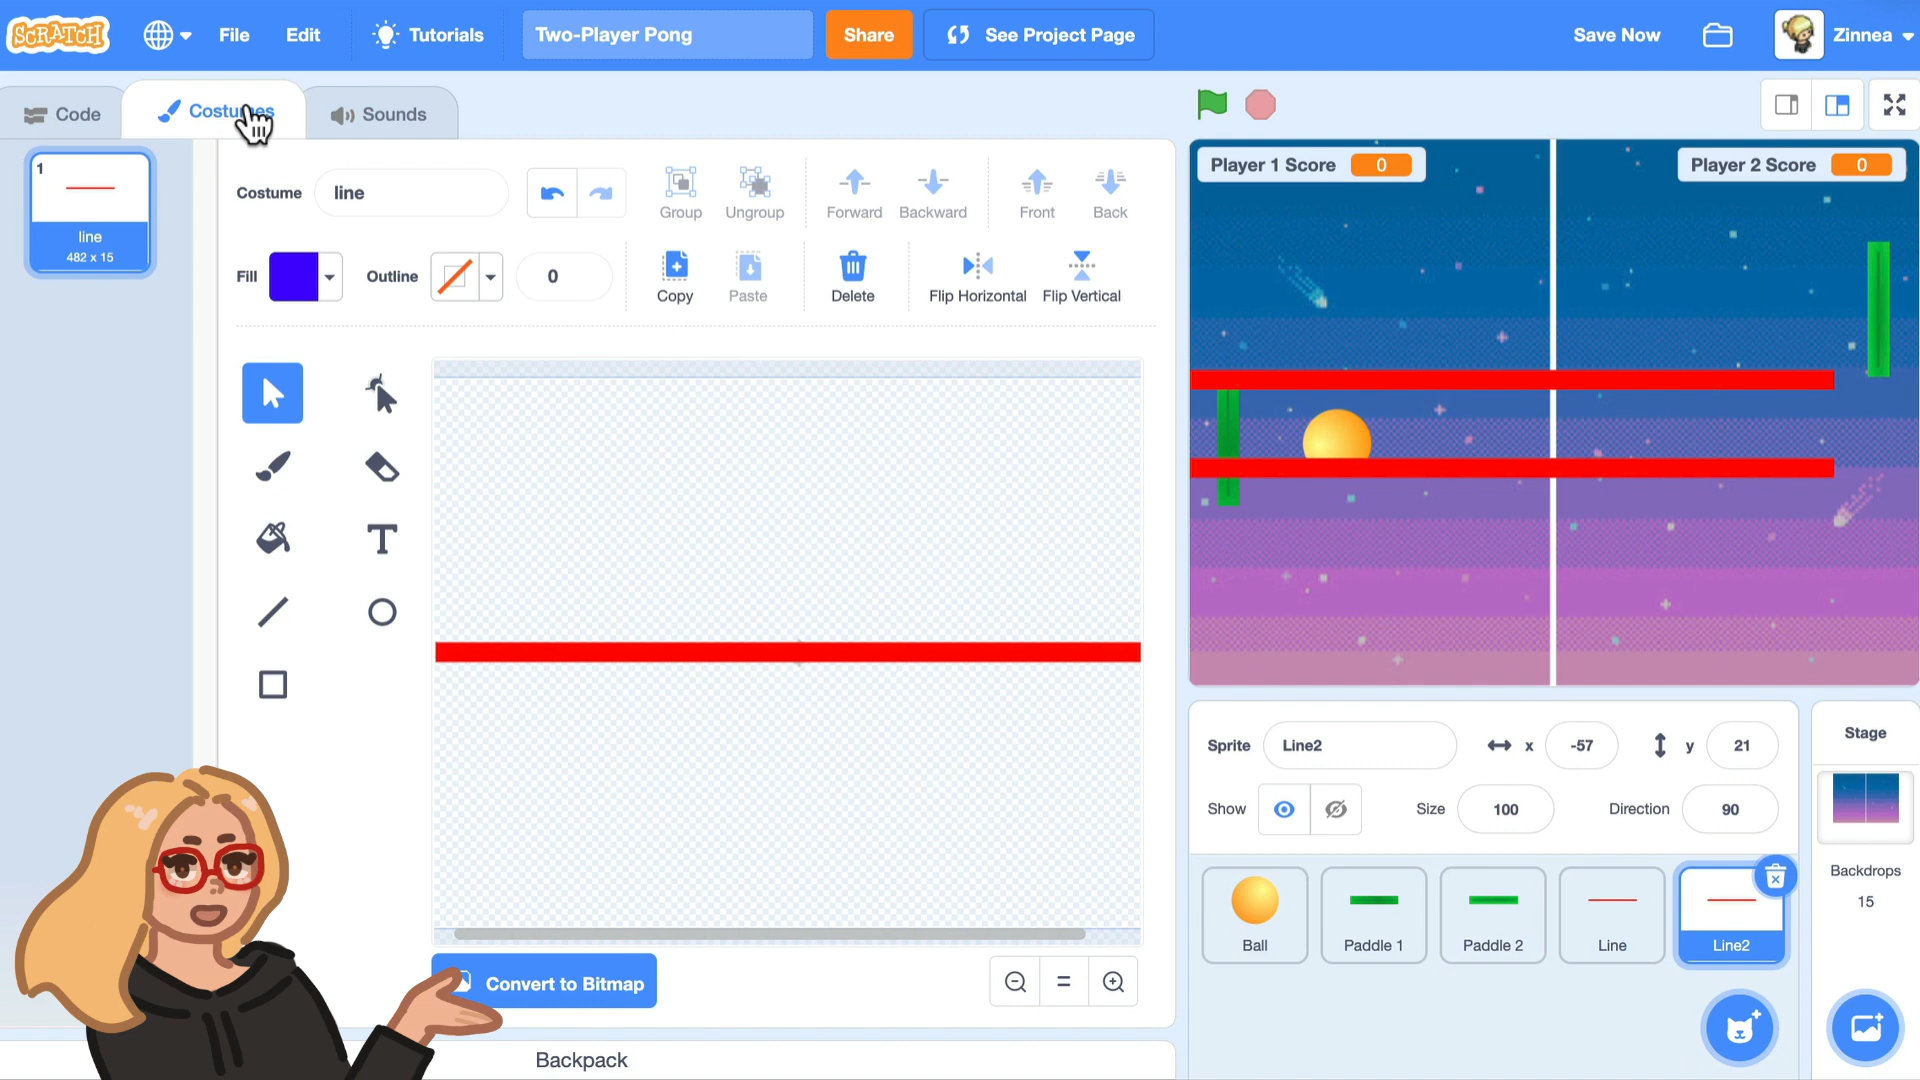 SCRATCH File Edit Tutorials Two-Player Pong Share See Project Page Save Now Zinnea
Code Costumes Sounds
1
line
482 x 15
Costume line Group Ungroup Forward Backward Front Back
Fill Outline 0 Copy Paste Delete Flip Horizontal Flip Vertical
T
Convert to Bitmap
Backpack
Player 1 Score 0 Player 2 Score 0
Sprite Line2 x -57 y 21
Show Size 100 Direction 90
Ball Paddle 1 Paddle 2 Line Line2
Stage
Backdrops
15